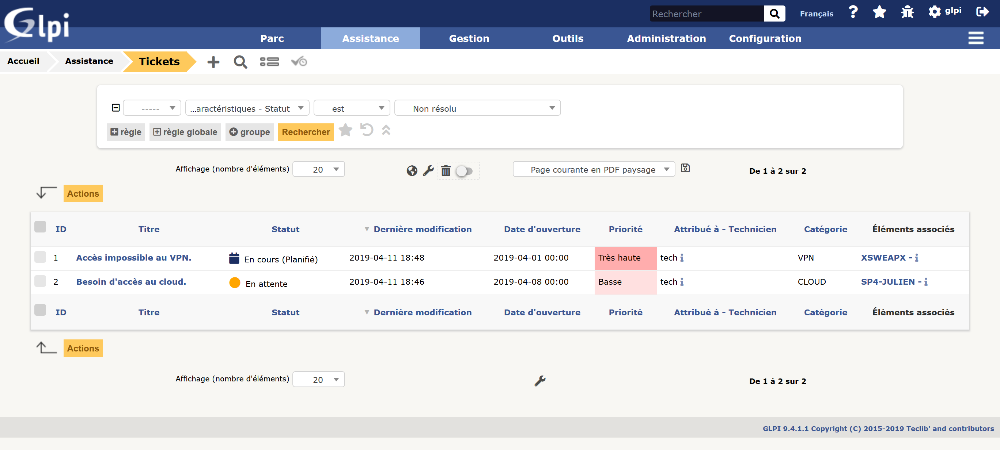 Glpi
Rechercher
Français
glpi
Parc Assistance Gestion Outils Administration Configuration
Accueil Assistance Tickets
----- ...aractéristiques - Statut est Non résolu
règle règle globale groupe Rechercher
Affichage (nombre d'éléments) 20 Page courante en PDF paysage De 1 à 2 sur 2
Actions
ID Titre Statut Dernière modification Date d'ouverture Priorité Attribué à - Technicien Catégorie Éléments associés
1 Accès impossible au VPN. En cours (Planifié) 2019-04-11 18:48 2019-04-01 00:00 Très haute tech VPN XSWEAPX -
2 Besoin d'accès au cloud. En attente 2019-04-11 18:46 2019-04-08 00:00 Basse tech CLOUD SP4-JULIEN -
ID Titre Statut Dernière modification Date d'ouverture Priorité Attribué à - Technicien Catégorie Éléments associés
Actions
Affichage (nombre d'éléments) 20 De 1 à 2 sur 2
GLPI 9.4.1.1 Copyright (C) 2015-2019 Teclib' and contributors